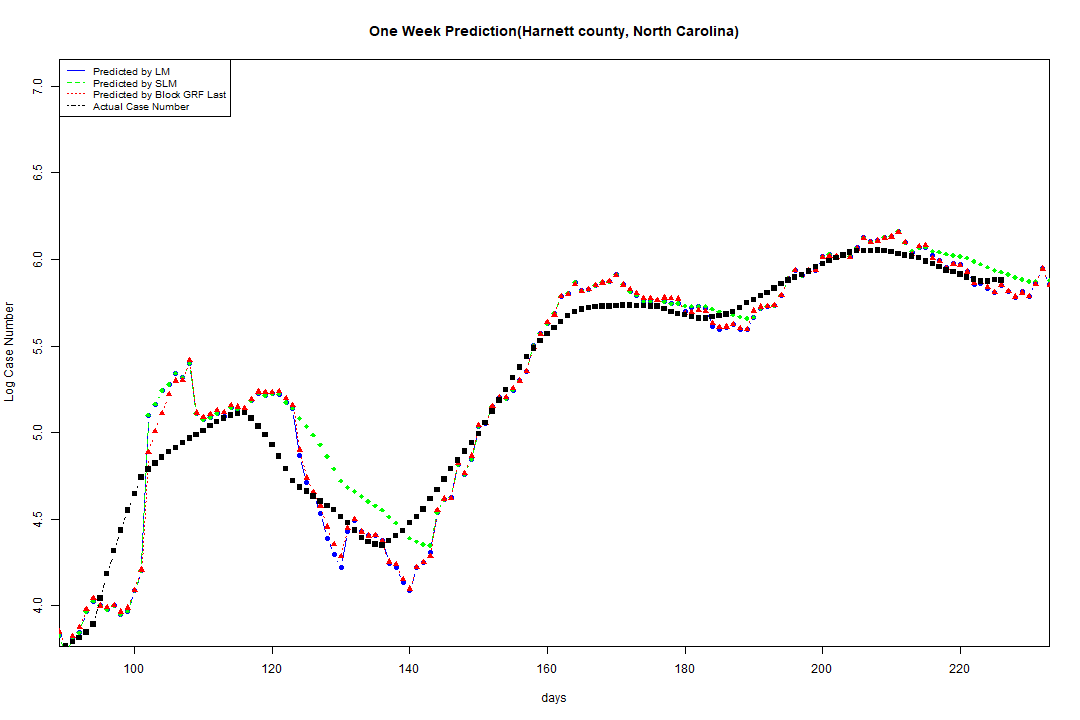 One Week Prediction(Harnett county, North Carolina)
Predicted by LM
Predicted by SLM
Predicted by Block GRF Last
Actual Case Number
7.0
6.5
6.0
5.5
5.0
4.5
4.0
Log Case Number
100 120 140 160 180 200 220
days